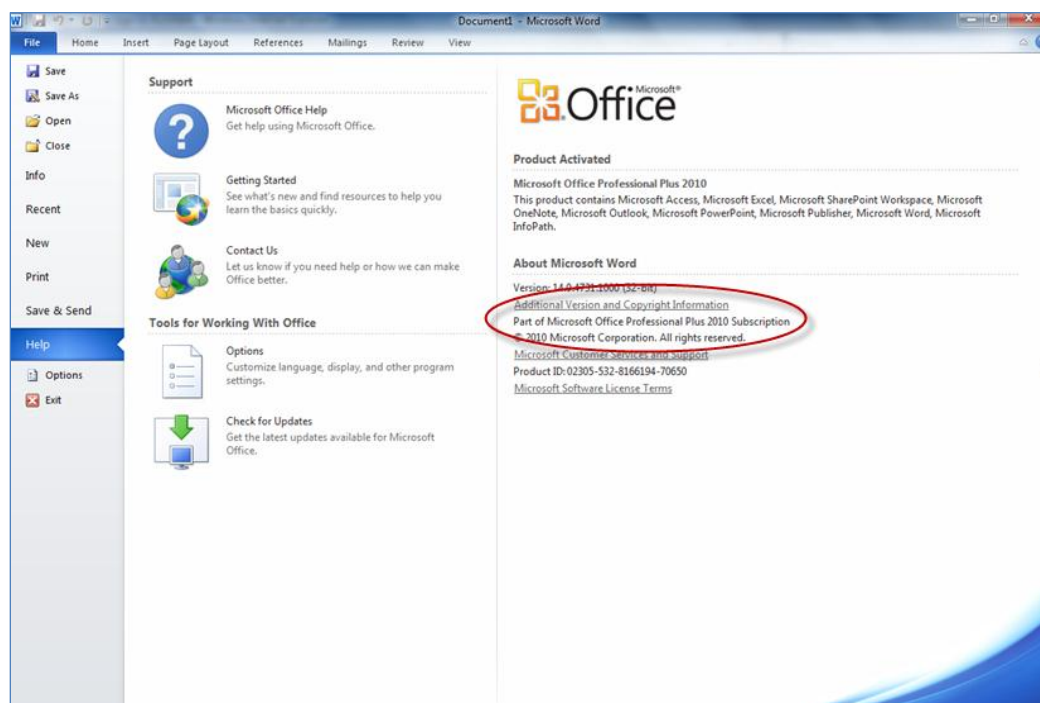 Document1 - Microsoft Word
File Home Insert Page Layout References Mailings Review View
Save
Save As
Open
Close
Info
Recent
New
Print
Save & Send
Help
Options
Exit
Support
Microsoft Office Help
Get help using Microsoft Office.
Getting Started
See what's new and find resources to help you
learn the basics quickly.
Contact Us
Let us know if you need help or how we can make
Office better.
Tools for Working With Office
Options
Customize language, display, and other program
settings.
Check for Updates
Get the latest updates available for Microsoft
Office.
Microsoft®
Office
Product Activated
Microsoft Office Professional Plus 2010
This product contains Microsoft Access, Microsoft Excel, Microsoft SharePoint Workspace, Microsoft
OneNote, Microsoft Outlook, Microsoft PowerPoint, Microsoft Publisher, Microsoft Word, Microsoft
InfoPath.
About Microsoft Word
Version: 14.0.4731.1000 (32-bit)
Additional Version and Copyright Information
Part of Microsoft Office Professional Plus 2010 Subscription
© 2010 Microsoft Corporation. All rights reserved.
Microsoft Customer Services and Support
Product ID: 02305-532-8166194-70650
Microsoft Software License Terms